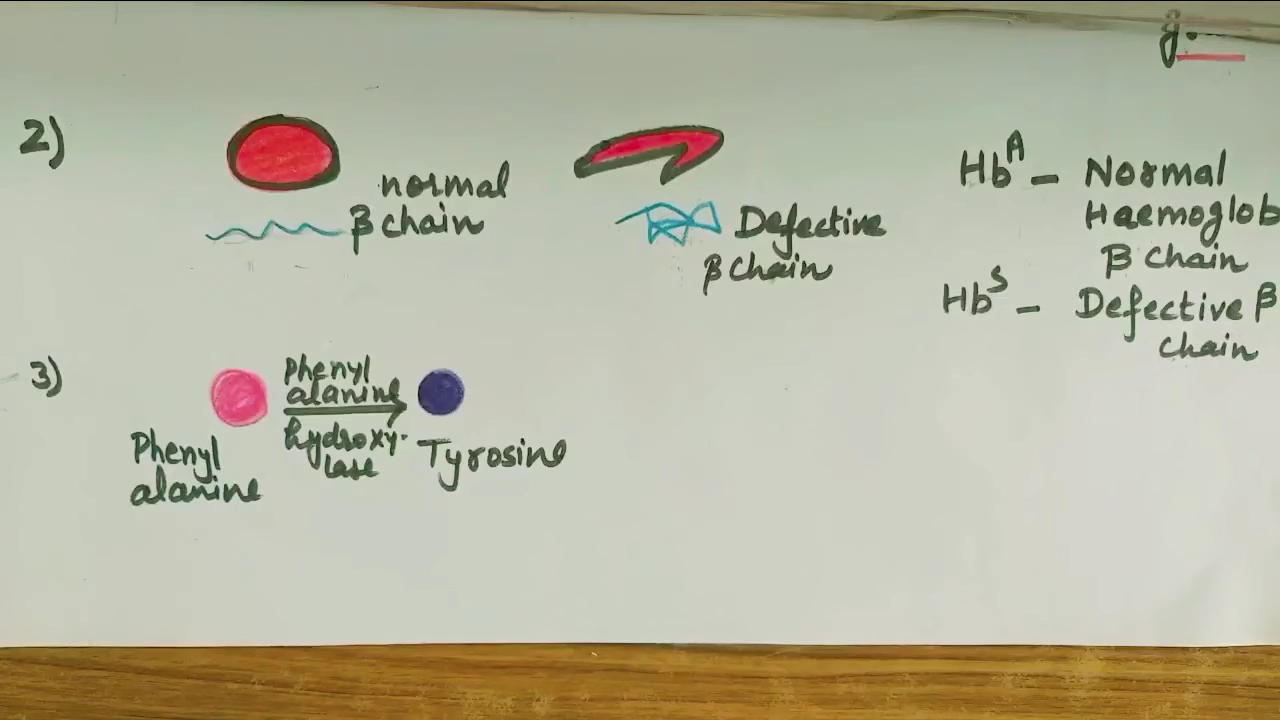 2)
normal
β chain
Defective
β chain
Hb^A - Normal
Haemoglob
β chain
Hb^S - Defective β
chain
3)
Phenyl
alanine
hydroxy-
lase
Phenyl
alanine
Tyrosine